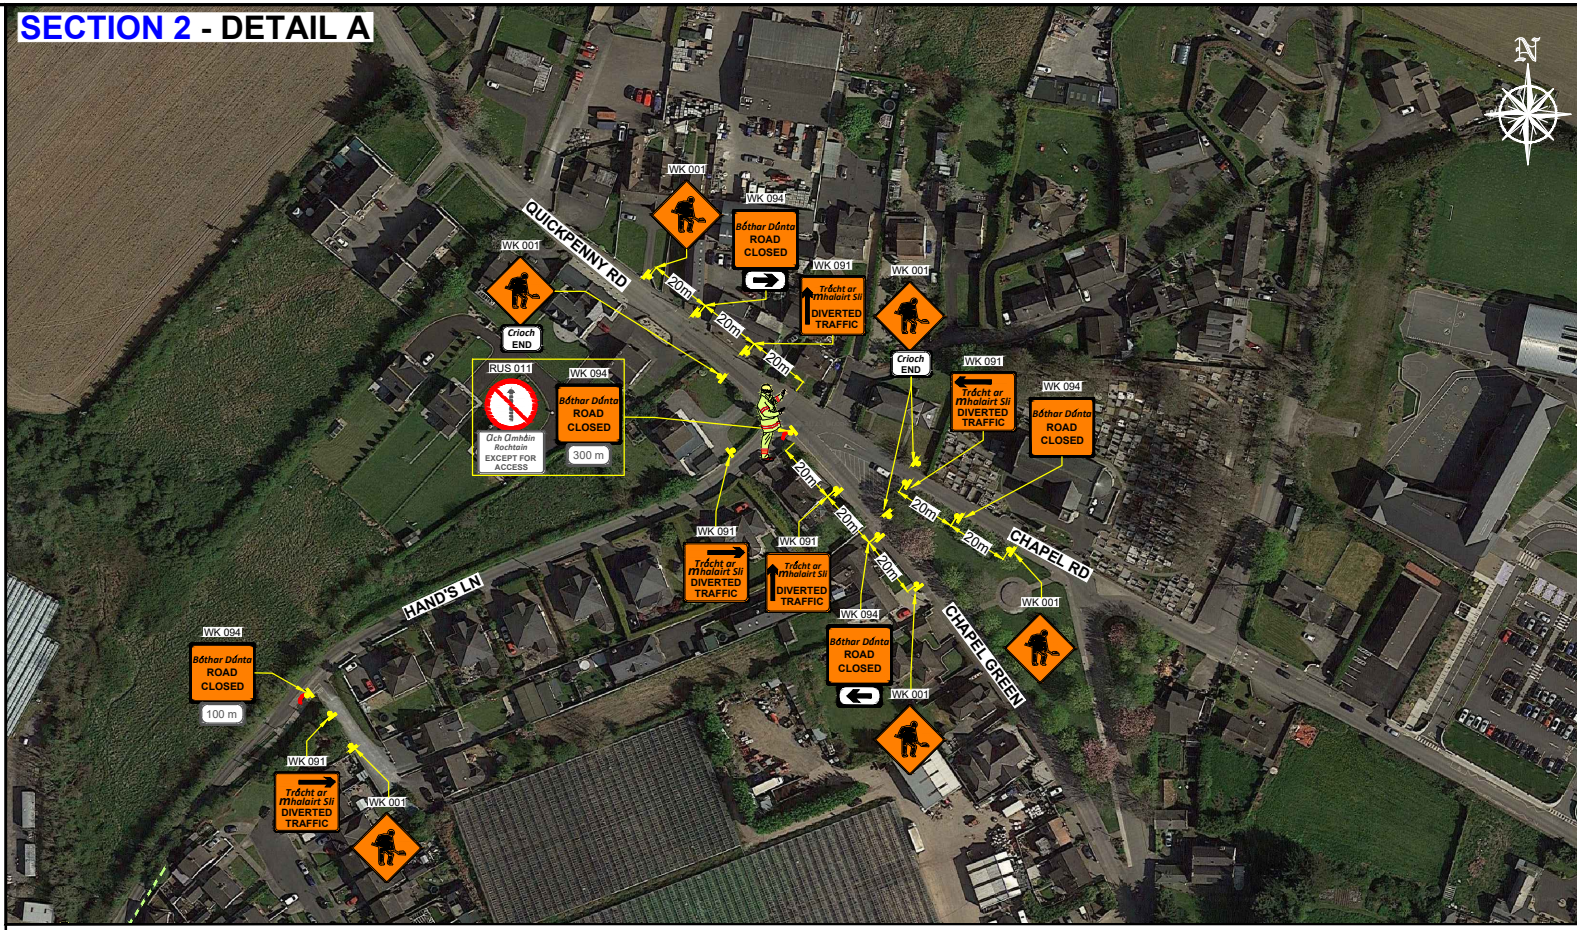 SECTION 2 - DETAIL A
N
WK 001
QUICKPENNY RD
WK 094
Bóthar Dúnta
ROAD
CLOSED
WK 001
Críoch
END
20m
WK 091
Trácht ar
mhalairt Slí
DIVERTED
TRAFFIC
WK 001
Críoch
END
20m
20m
RUS 011
Ach Amháin
Rochtain
EXCEPT FOR
ACCESS
WK 094
Bóthar Dúnta
ROAD
CLOSED
300 m
WK 091
Trácht ar
mhalairt Slí
DIVERTED
TRAFFIC
WK 094
Bóthar Dúnta
ROAD
CLOSED
20m
20m
20m
20m
20m
CHAPEL RD
WK 091
Trácht ar
mhalairt Slí
DIVERTED
TRAFFIC
WK 091
Trácht ar
mhalairt Slí
DIVERTED
TRAFFIC
HAND'S LN
WK 001
WK 094
Bóthar Dúnta
ROAD
CLOSED
CHAPEL GREEN
WK 001
WK 094
Bóthar Dúnta
ROAD
CLOSED
100 m
WK 091
Trácht ar
mhalairt Slí
DIVERTED
TRAFFIC
WK 001